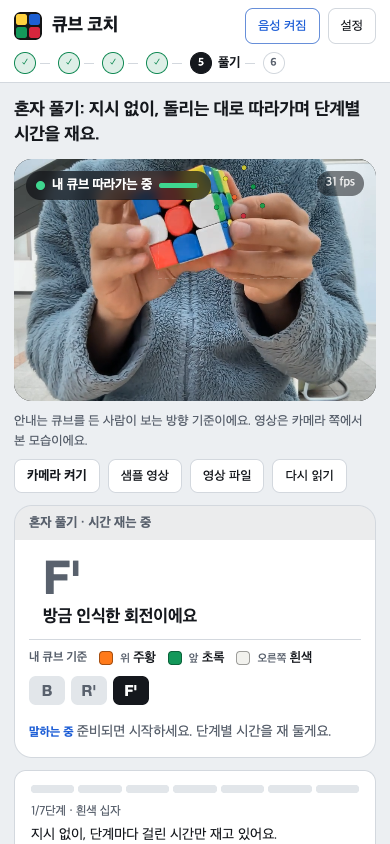 큐브 코치
음성 켜짐
설정
✓ ✓ ✓ ✓ 5 풀기 6
혼자 풀기: 지시 없이, 돌리는 대로 따라가며 단계별
시간을 재요.
내 큐브 따라가는 중
31 fps
안내는 큐브를 든 사람이 보는 방향 기준이에요. 영상은 카메라 쪽에서
본 모습이에요.
카메라 켜기
샘플 영상
영상 파일
다시 읽기
혼자 풀기 · 시간 재는 중
F'
방금 인식한 회전이에요
내 큐브 기준 위 주황 앞 초록 오른쪽 흰색
B R' F'
말하는 중 준비되면 시작하세요. 단계별 시간을 재 둘게요.
1/7단계 · 흰색 십자
지시 없이, 단계마다 걸린 시간만 재고 있어요.